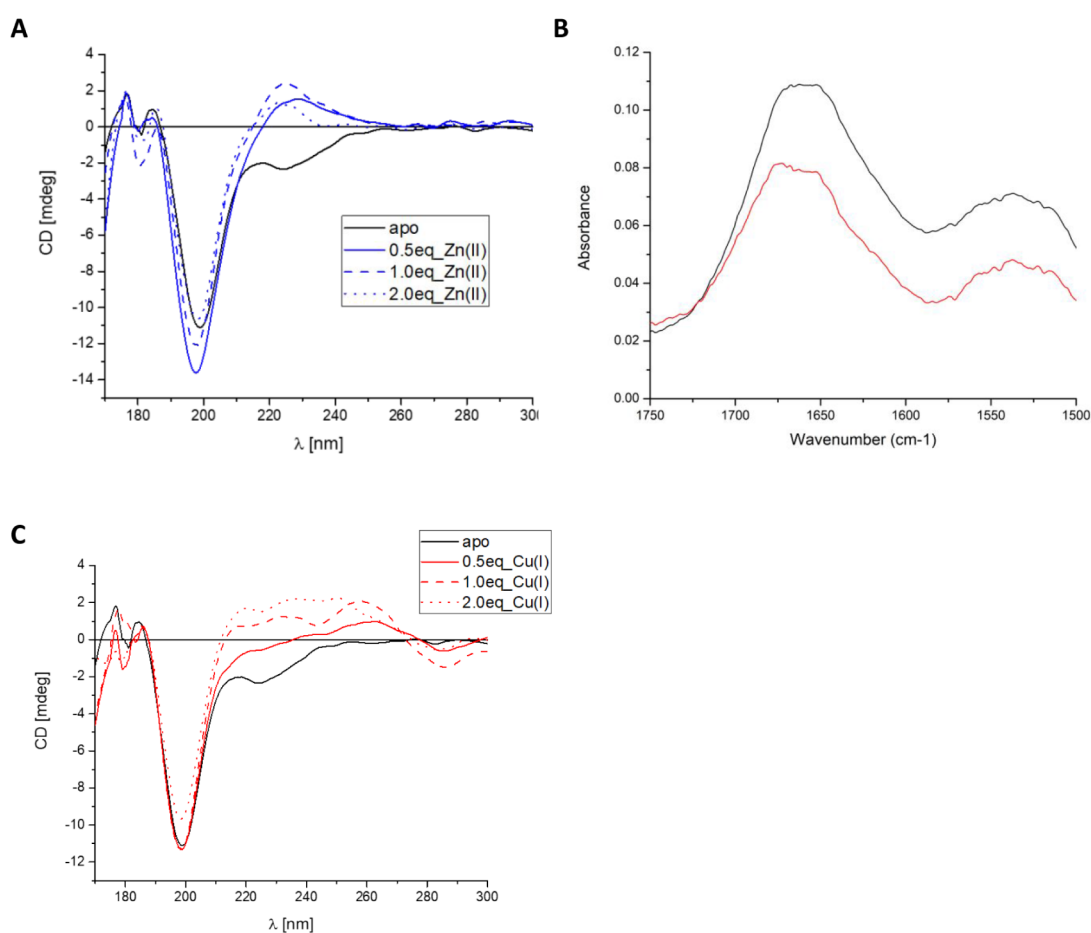 A
4
2
0
-2
-4
-6
-8
-10
-12
-14
CD [mdeg]
apo
0.5eq_Zn(II)
1.0eq_Zn(II)
2.0eq_Zn(II)
180 200 220 240 260 280 300
λ [nm]
B
0.12
0.10
0.08
0.06
0.04
0.02
0.00
Absorbance
1750 1700 1650 1600 1550 1500
Wavenumber (cm-1)
C
apo
0.5eq_Cu(I)
1.0eq_Cu(I)
2.0eq_Cu(I)
4
2
0
-2
-4
-6
-8
-10
-12
CD [mdeg]
180 200 220 240 260 280 300
λ [nm]